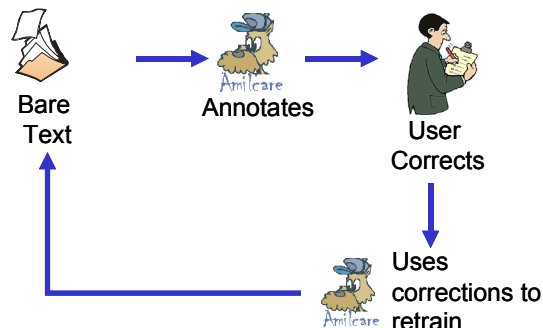 Bare
Text
Amilcare
Annotates
User
Corrects
Amilcare
Uses
corrections to
retrain